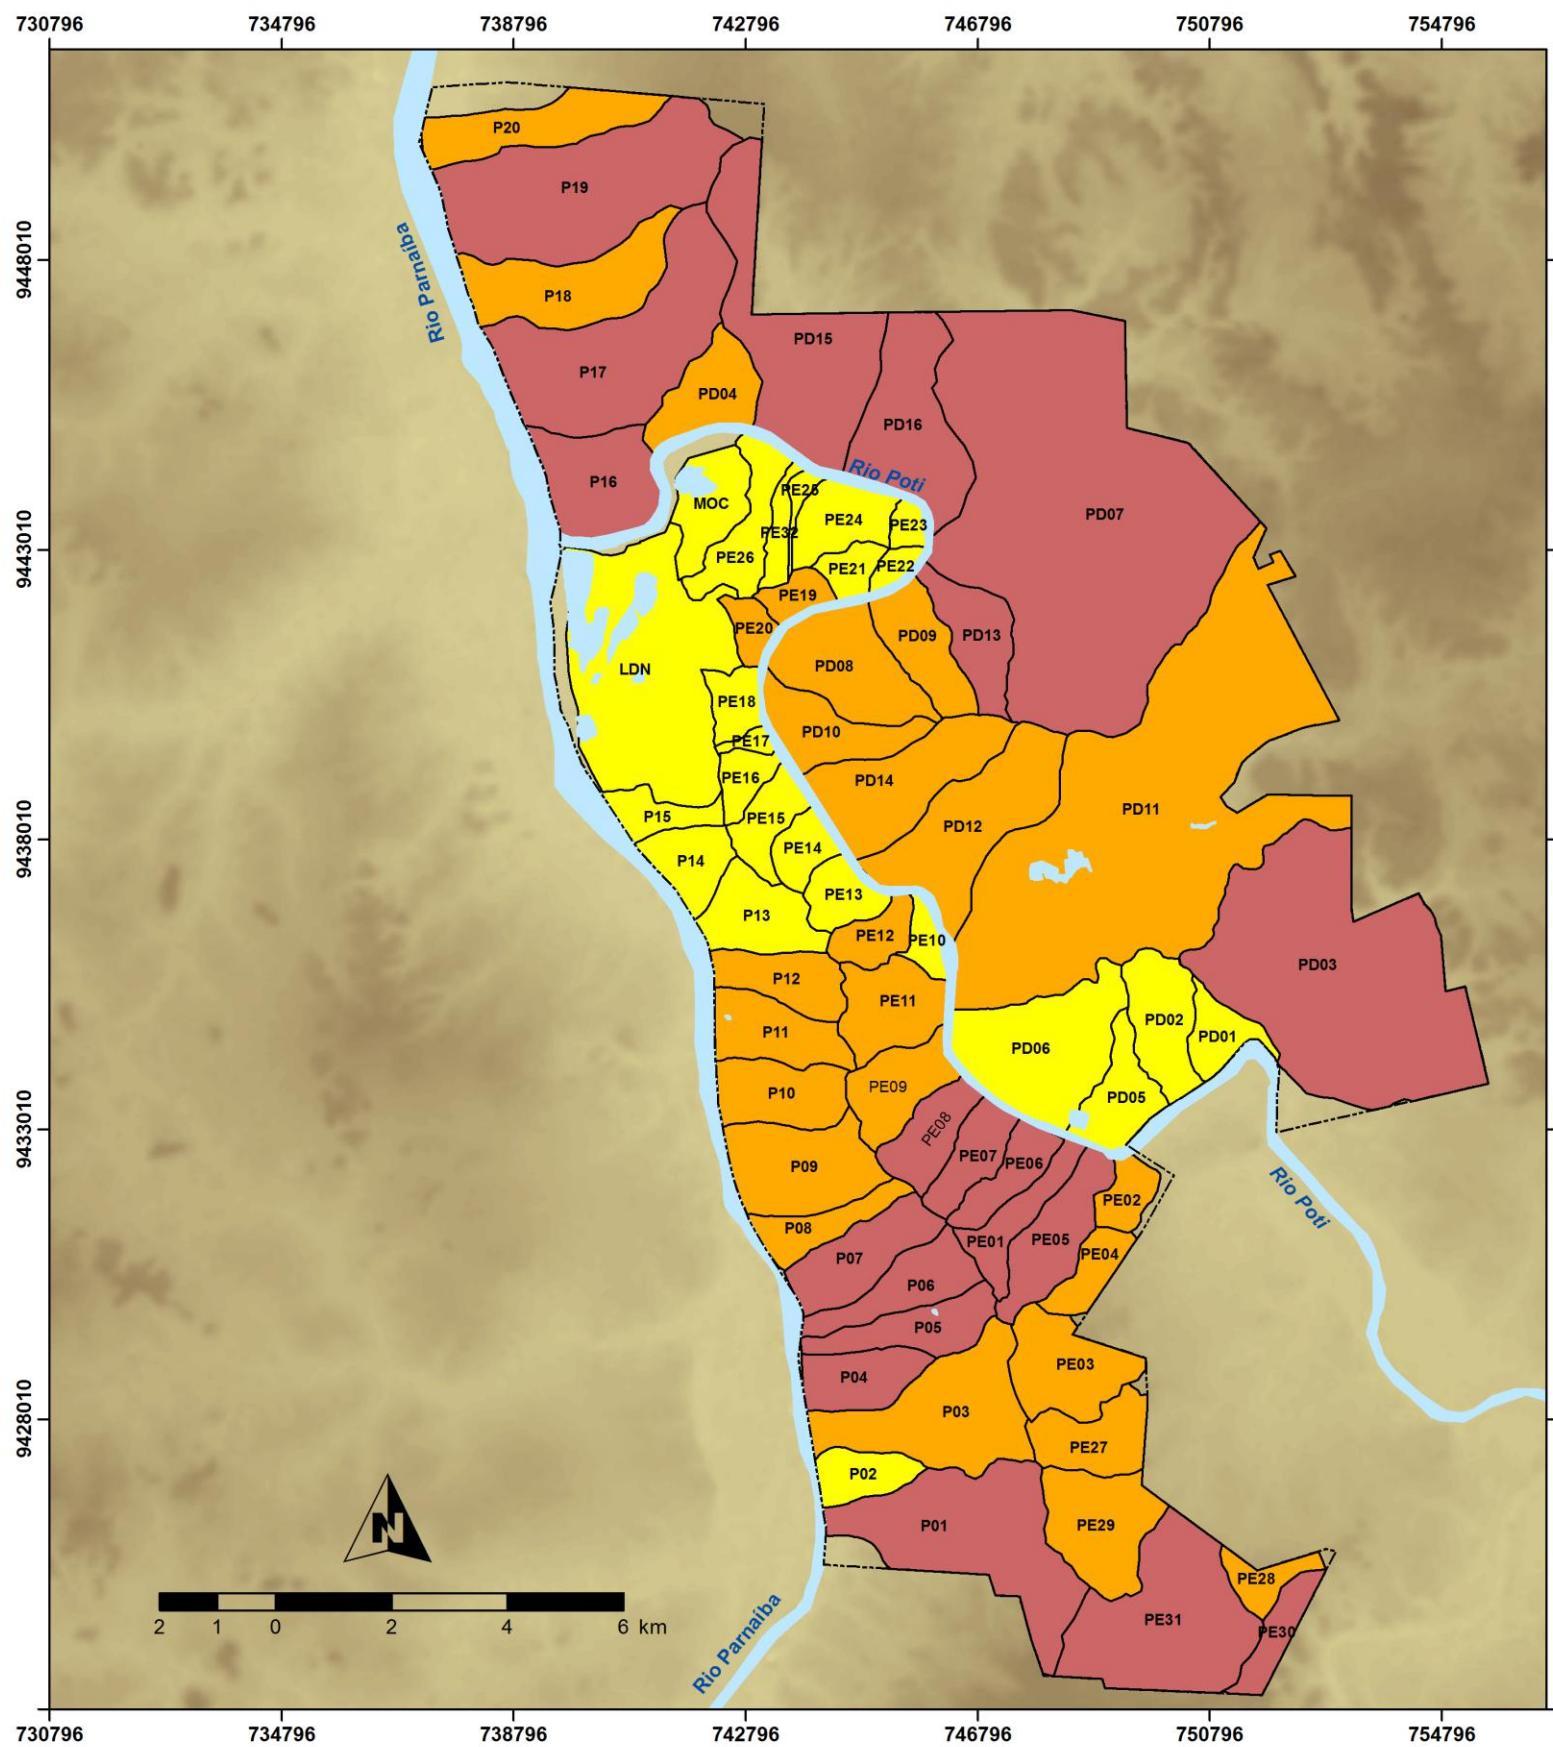 730796 734796 738796 742796 746796 750796 754796
P20
P19
Rio Parnaíba
9448010
P18
PD15
P17
PD04
PD16
Rio Poti
P16
PE25
MOC
PD07
PE24
PE23
PE32
9443010
PE26
PE21
PE22
PE19
PE20
PD09
PD13
LDN
PD08
PE18
PD10
PE17
PE16
PD14
PD11
P15
PE15
PD12
9438010
PE14
P14
PE13
P13
PE12
PE10
PD03
P12
PE11
PD02
P11
PD01
PD06
PE09
P10
PD05
9433010
PE08
PE07
PE06
P09
PE02
Rio Poti
P08
PE01
PE05
PE04
P07
P06
P05
PE03
P04
P03
9428010
PE27
P02
N
P01
PE29
PE28
PE31
PE30
2 1 0 2 4 6 km
Rio Parnaíba
730796 734796 738796 742796 746796 750796 754796